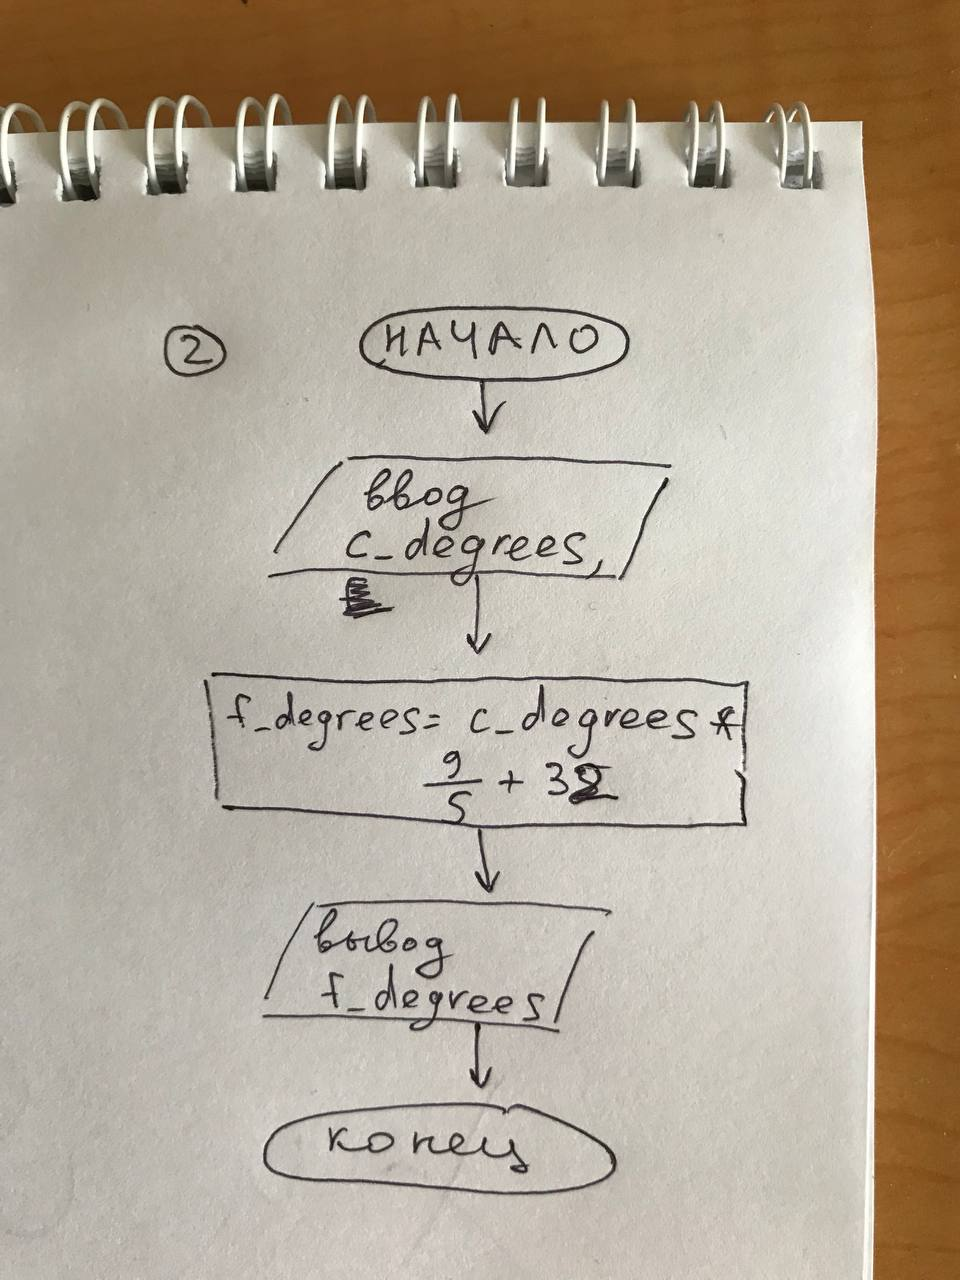 2
НАЧАЛО
ввод
c_degrees,
f_degrees = c_degrees *
9/5 + 32
вывод
f_degrees
конец